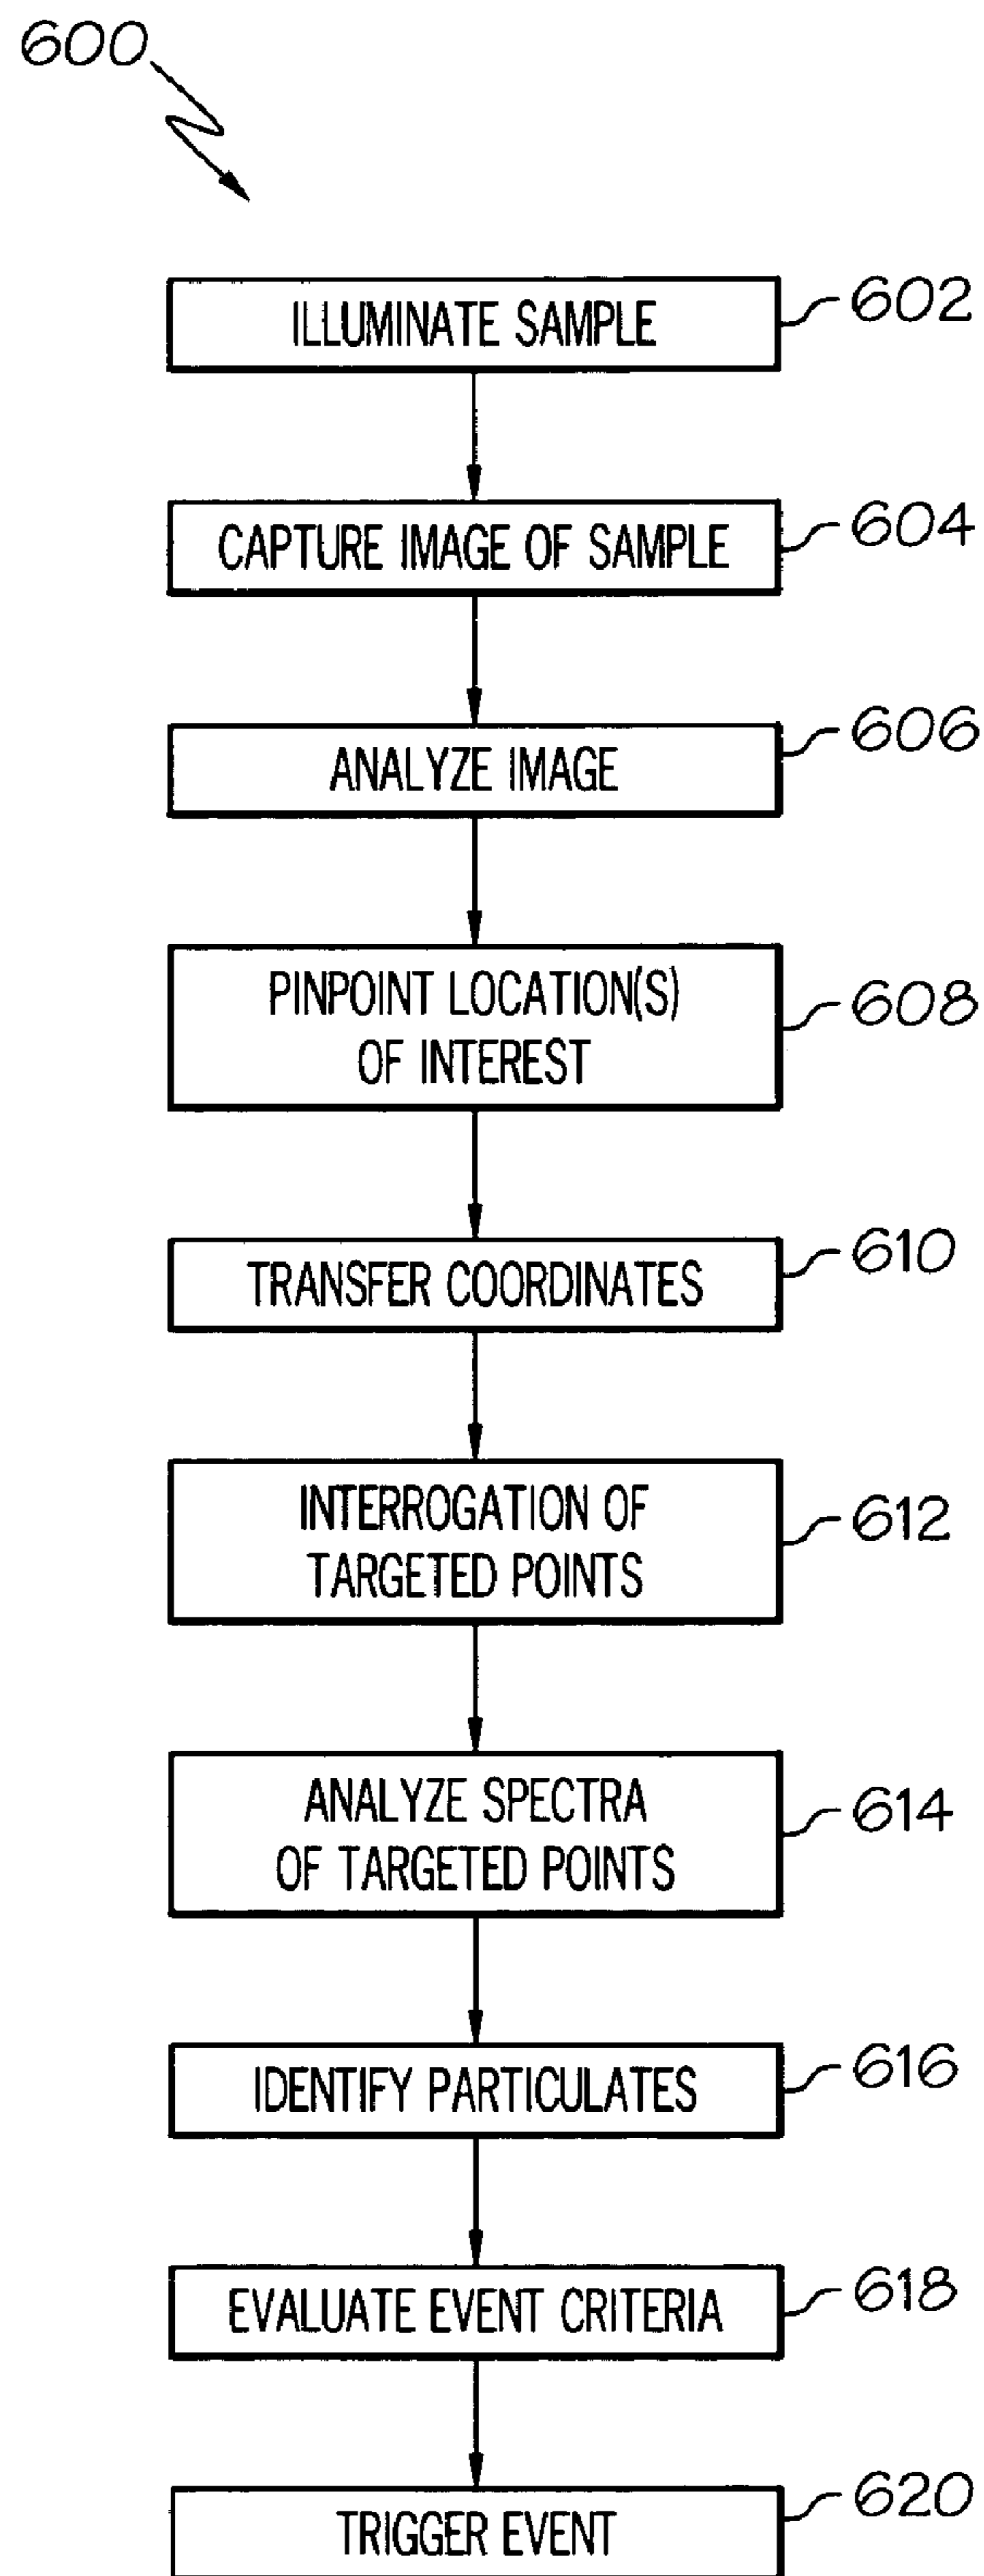 600
ILLUMINATE SAMPLE
602
CAPTURE IMAGE OF SAMPLE
604
ANALYZE IMAGE
606
PINPOINT LOCATION(S)
OF INTEREST
608
TRANSFER COORDINATES
610
INTERROGATION OF
TARGETED POINTS
612
ANALYZE SPECTRA
OF TARGETED POINTS
614
IDENTIFY PARTICULATES
616
EVALUATE EVENT CRITERIA
618
TRIGGER EVENT
620